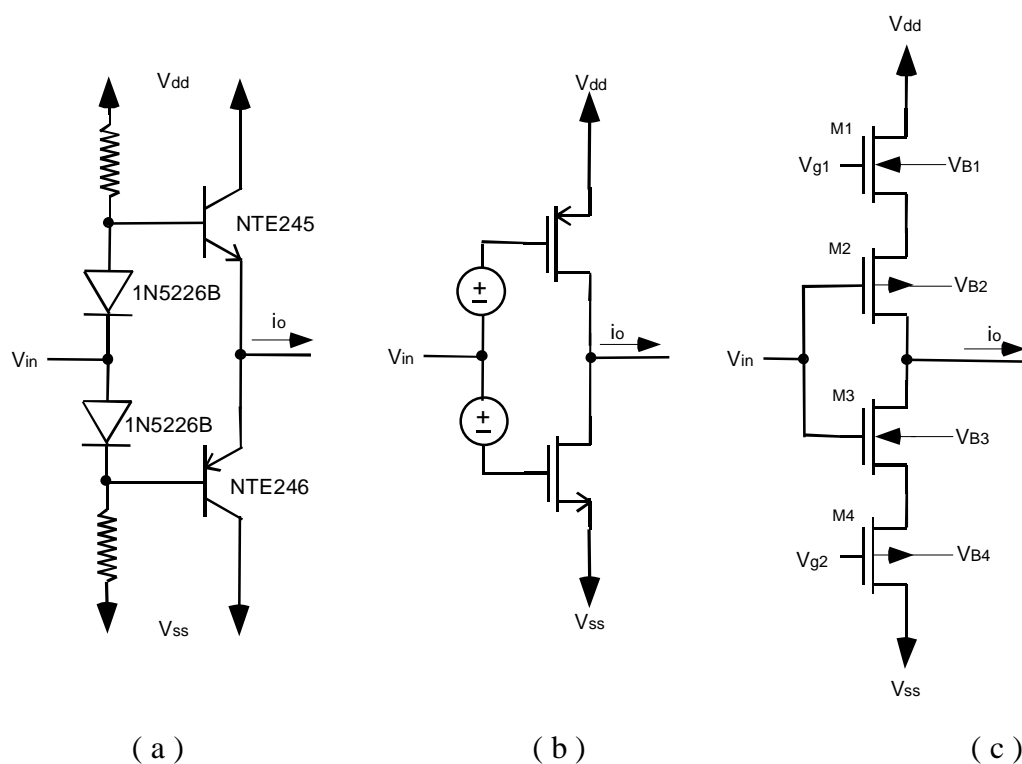 Vdd
NTE245
1N5226B
io
Vin
1N5226B
NTE246
Vss
( a )
Vdd
+
-
io
Vin
+
-
Vss
( b )
Vdd
M1
Vg1
VB1
M2
VB2
io
Vin
M3
VB3
M4
Vg2
VB4
Vss
( c )